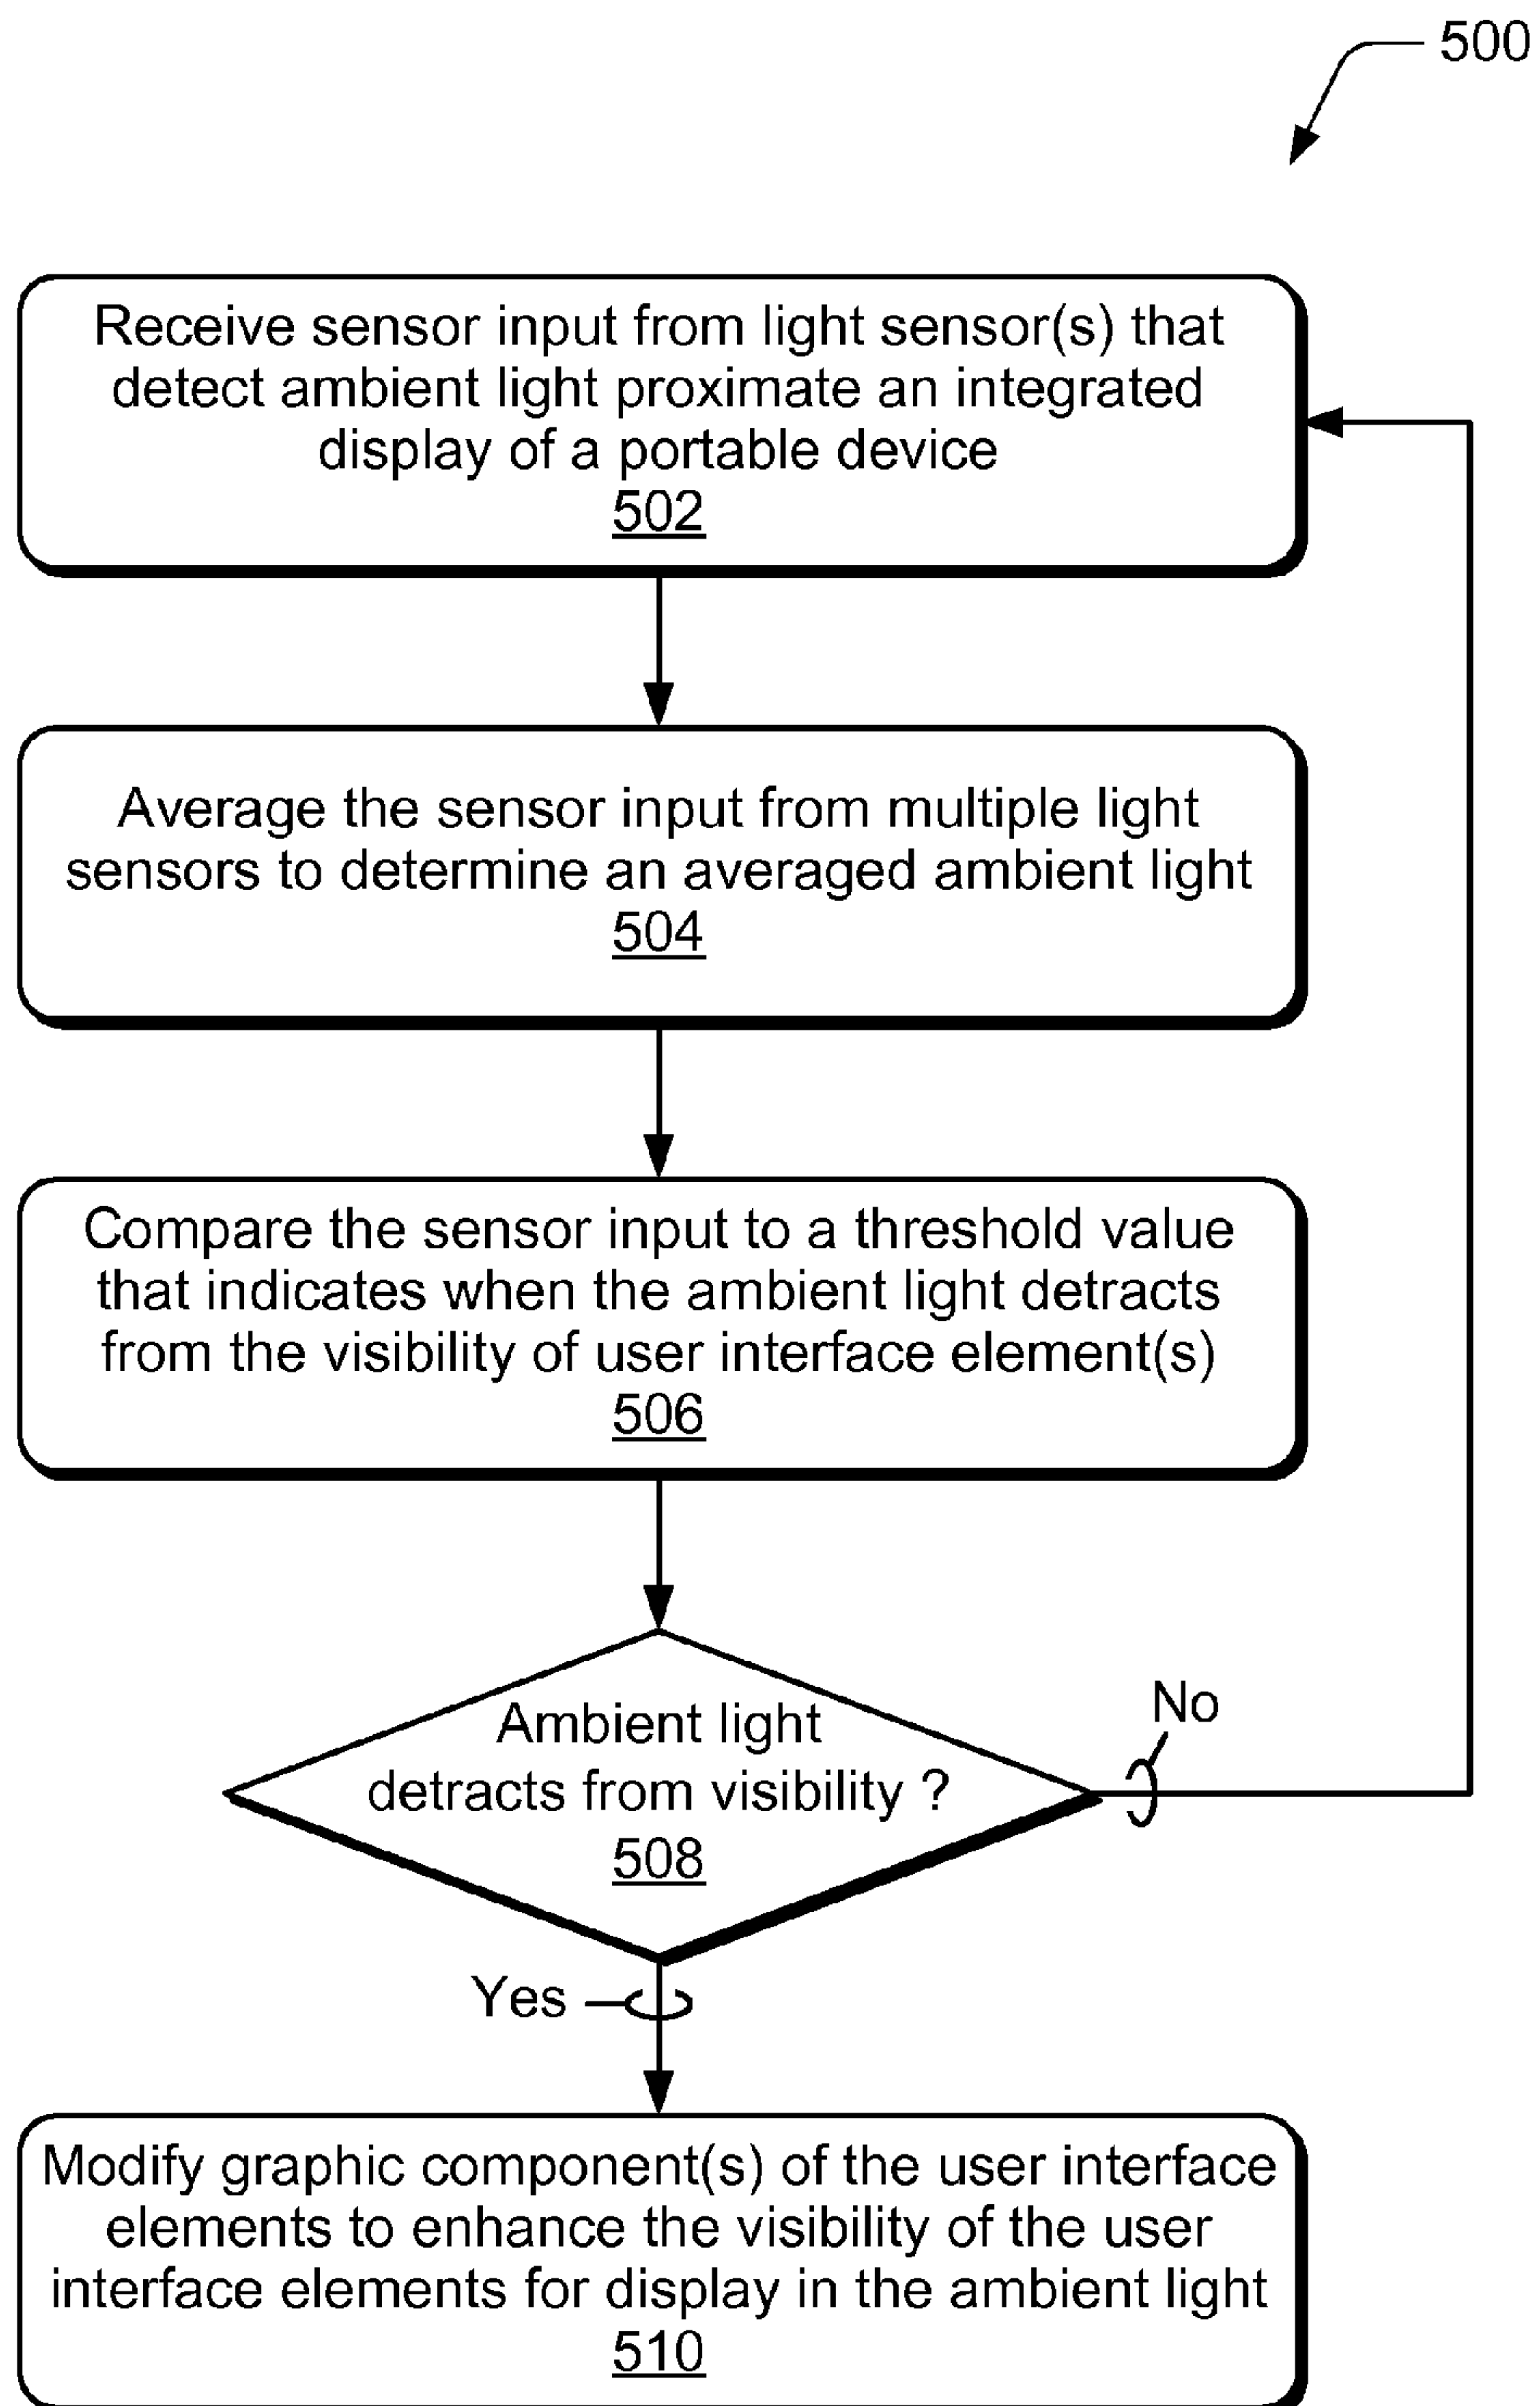 500
Receive sensor input from light sensor(s) that
detect ambient light proximate an integrated
display of a portable device
502
Average the sensor input from multiple light
sensors to determine an averaged ambient light
504
Compare the sensor input to a threshold value
that indicates when the ambient light detracts
from the visibility of user interface element(s)
506
Ambient light
detracts from visibility ?
508
No
Yes
Modify graphic component(s) of the user interface
elements to enhance the visibility of the user
interface elements for display in the ambient light
510